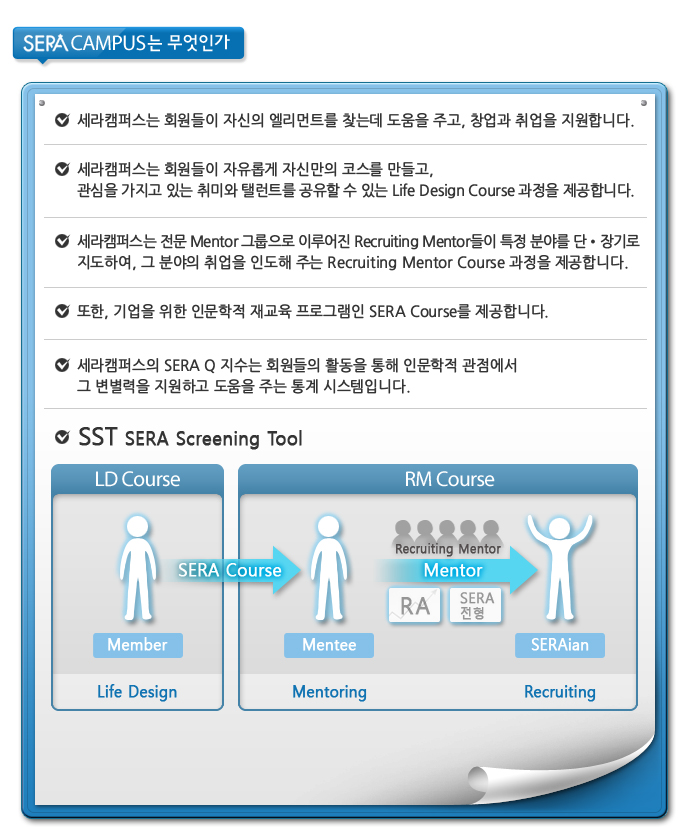 SERA CAMPUS는 무엇인가
세라캠퍼스는 회원들이 자신의 엘리먼트를 찾는데 도움을 주고, 창업과 취업을 지원합니다.
세라캠퍼스는 회원들이 자유롭게 자신만의 코스를 만들고,
관심을 가지고 있는 취미와 탤런트를 공유할 수 있는 Life Design Course 과정을 제공합니다.
세라캠퍼스는 전문 Mentor 그룹으로 이루어진 Recruiting Mentor들이 특정 분야를 단 • 장기로
지도하여, 그 분야의 취업을 인도해 주는 Recruiting Mentor Course 과정을 제공합니다.
또한, 기업을 위한 인문학적 재교육 프로그램인 SERA Course를 제공합니다.
세라캠퍼스의 SERA Q 지수는 회원들의 활동을 통해 인문학적 관점에서
그 변별력을 지원하고 도움을 주는 통계 시스템입니다.
SST SERA Screening Tool
LD Course
RM Course
SERA Course
Recruiting Mentor
Mentor
RA
SERA
전형
Member
Mentee
SERAian
Life Design
Mentoring
Recruiting